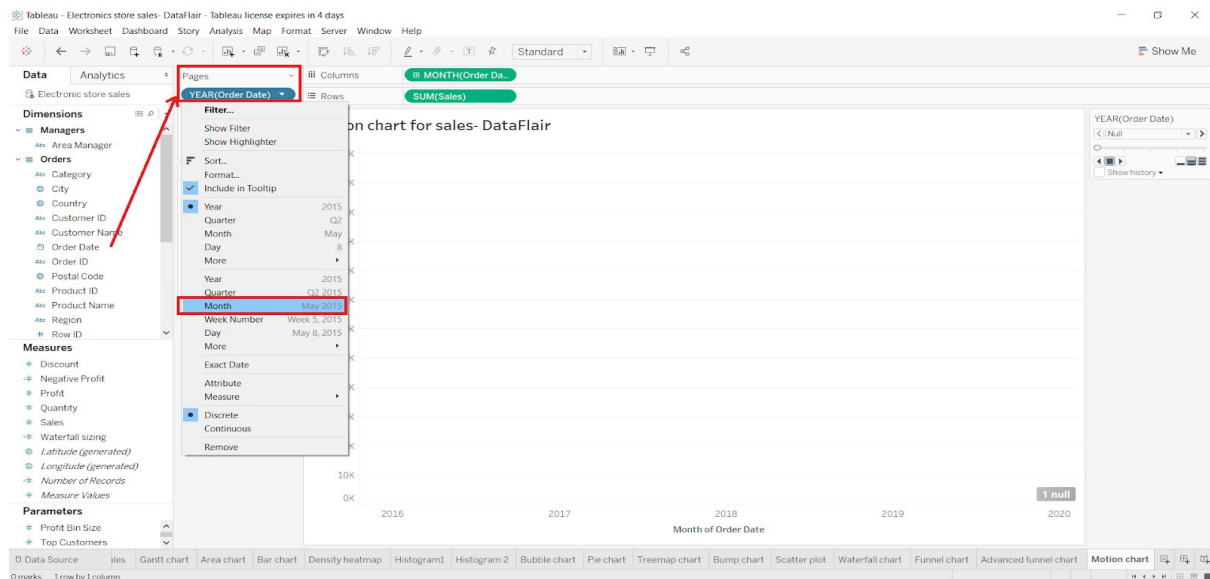 Tableau - Electronics store sales- DataFlair - Tableau license expires in 4 days
File Data Worksheet Dashboard Story Analysis Map Format Server Window Help
Standard
Show Me
Data Analytics
Electronic store sales
Dimensions
Managers
Abc Area Manager
Orders
Abc Category
City
Country
Abc Customer ID
Abc Customer Name
Order Date
Abc Order ID
Postal Code
Abc Product ID
Abc Product Name
Abc Region
# Row ID
Measures
# Discount
=# Negative Profit
# Profit
# Quantity
# Sales
=# Waterfall sizing
Latitude (generated)
Longitude (generated)
=# Number of Records
# Measure Values
Parameters
# Profit Bin Size
# Top Customers
Pages
YEAR(Order Date)
Filter...
Show Filter
Show Highlighter
Sort...
Format...
Include in Tooltip
Year 2015
Quarter Q2
Month May
Day 8
More
Year 2015
Quarter Q2 2015
Month May 2015
Week Number Week 5, 2015
Day May 8, 2015
More
Exact Date
Attribute
Measure
Discrete
Continuous
Remove
Columns MONTH(Order Da..
Rows SUM(Sales)
on chart for sales- DataFlair
K
K
K
K
K
K
K
K
K
K
K
10K
0K
1 null
2016 2017 2018 2019 2020
Month of Order Date
YEAR(Order Date)
Null
Show history
Data Source ales Gantt chart Area chart Bar chart Density heatmap Histogram1 Histogram 2 Bubble chart Pie chart Treemap chart Bump chart Scatter plot Waterfall chart Funnel chart Advanced funnel chart Motion chart
0 marks 1 row by 1 column